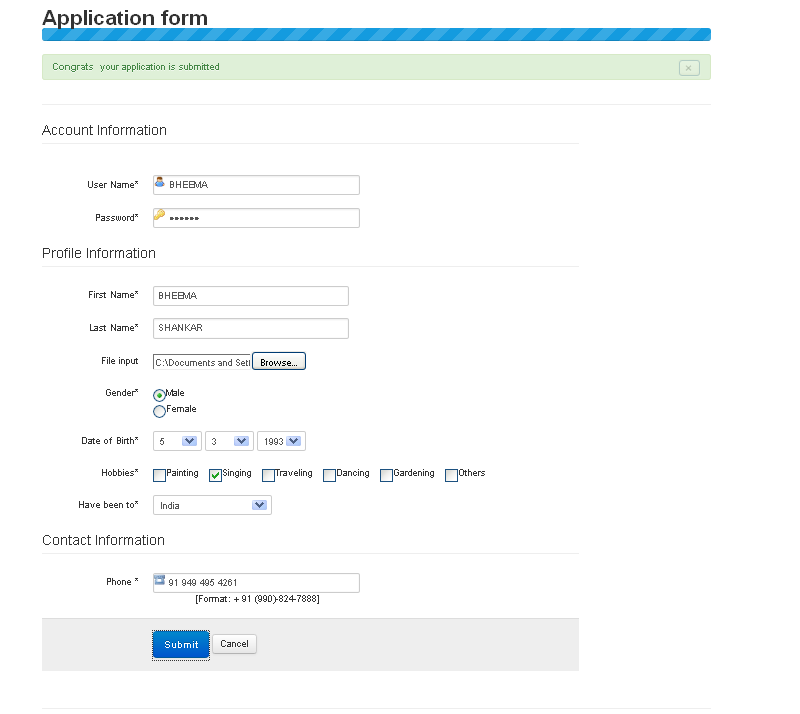 Application form
Congrats your application is submitted ×
Account Information
User Name* BHEEMA
Password* ••••••
Profile Information
First Name* BHEEMA
Last Name* SHANKAR
File input C:\Documents and Sett Browse...
Gender* Male
Female
Date of Birth* 5 3 1993
Hobbies* Painting Singing Traveling Dancing Gardening Others
Have been to* India
Contact Information
Phone * 91 949 495 4261
[Format: + 91 (990)-824-7888]
Submit Cancel